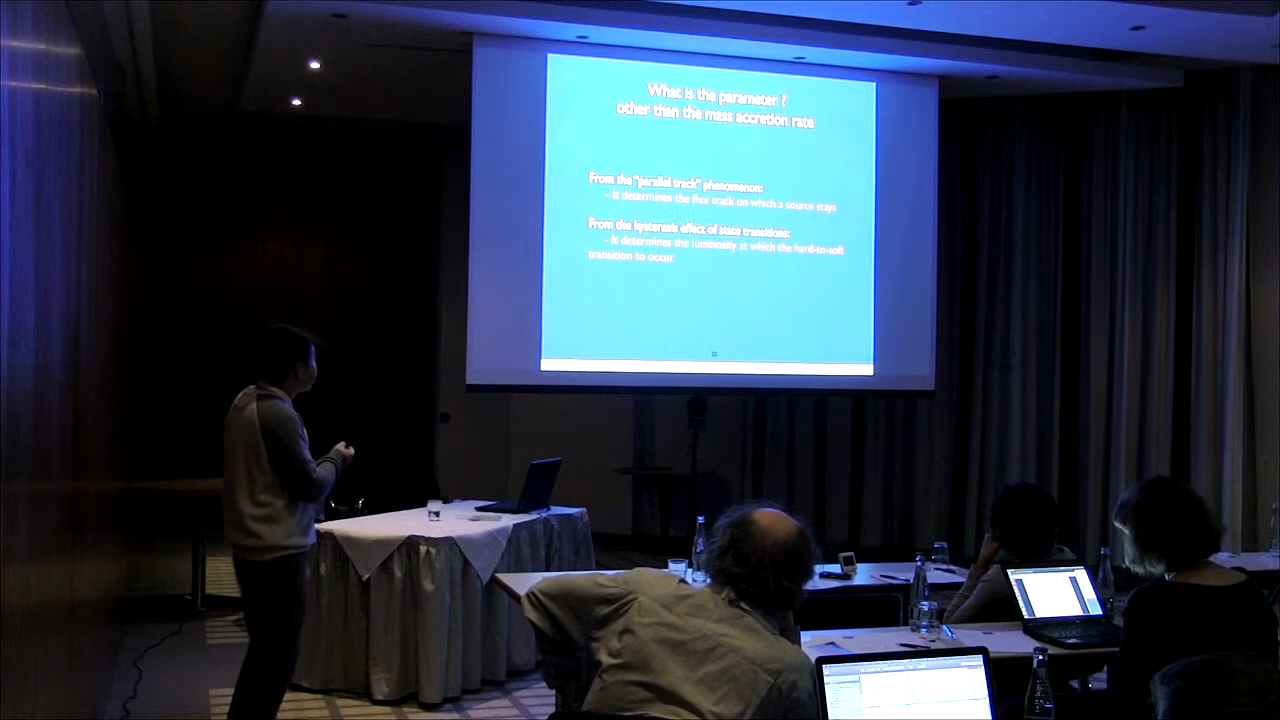 What is the parameter ?
other than the mass accretion rate
From the "parallel track" phenomenon:
- It determines the flux track on which a source stays
From the hysteresis effect of state transitions:
- It determines the luminosity at which the hard-to-soft
transition to occur
20